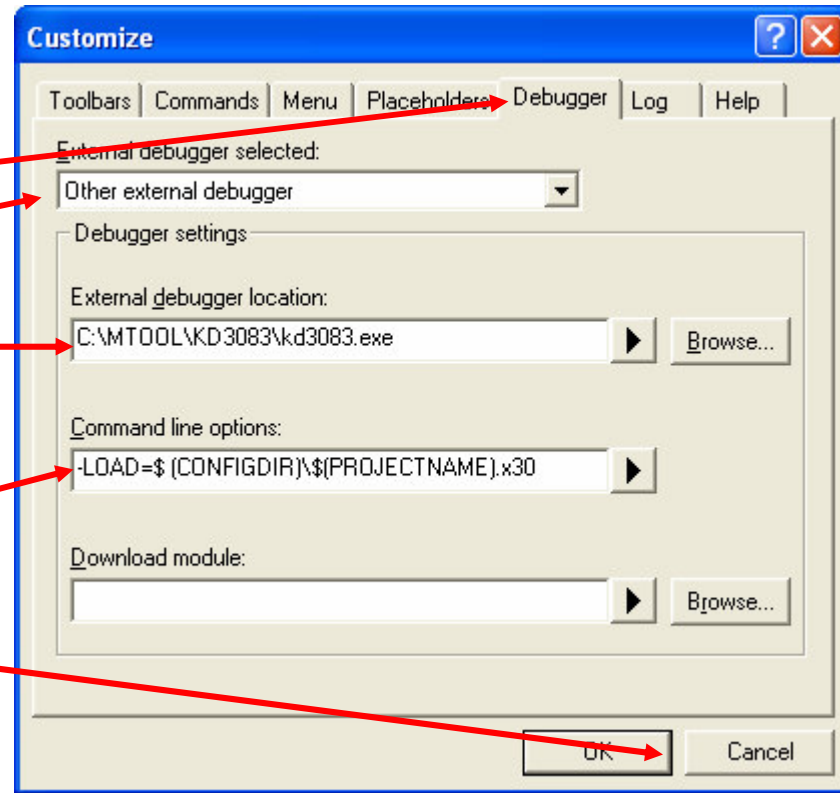 Customize
Toolbars Commands Menu Placeholders Debugger Log Help
External debugger selected:
Other external debugger
Debugger settings
External debugger location:
C:\MTOOL\KD3083\kd3083.exe
Browse...
Command line options:
-LOAD=$ (CONFIGDIR)\$(PROJECTNAME).x30
Download module:
Browse...
OK Cancel